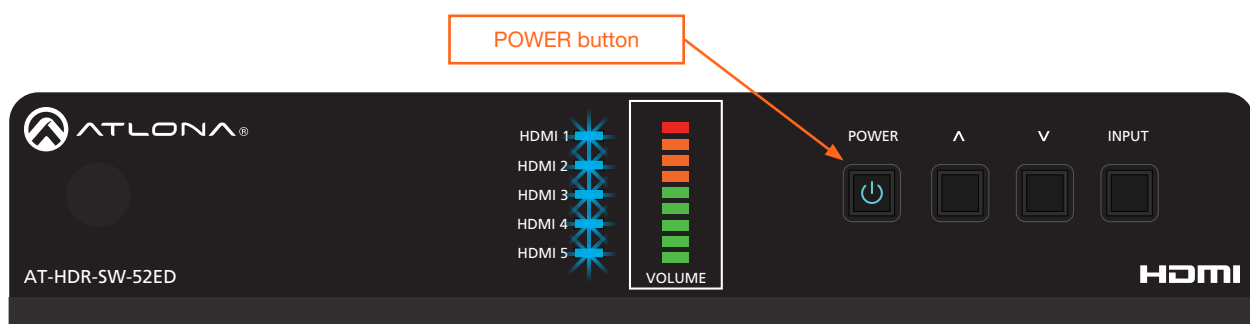 POWER button
ATLONA®
HDMI 1
HDMI 2
HDMI 3
HDMI 4
HDMI 5
VOLUME
POWER
INPUT
AT-HDR-SW-52ED
HDMI